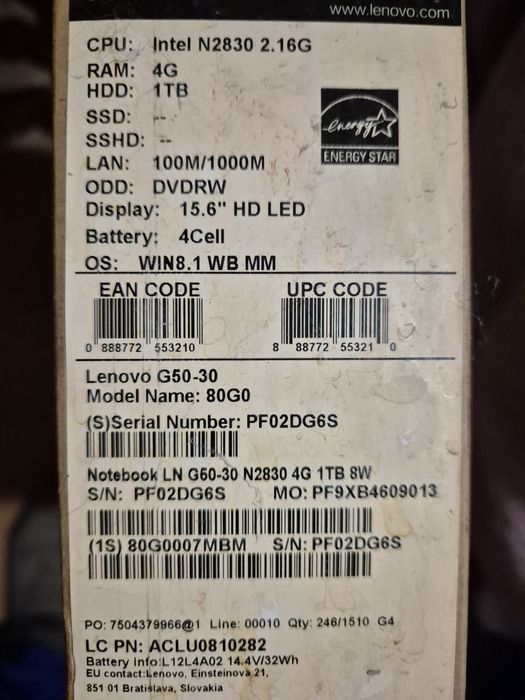 www.lenovo.com
CPU: Intel N2830 2.16G
RAM: 4G
HDD: 1TB
SSD: --
SSHD: --
energy
ENERGY STAR
LAN: 100M/1000M
ODD: DVDRW
Display: 15.6" HD LED
Battery: 4Cell
OS: WIN8.1 WB MM
EAN CODE UPC CODE
0 888772 553210 8 88772 55321 0
Lenovo G50-30
Model Name: 80G0
(S)Serial Number: PF02DG6S
Notebook LN G50-30 N2830 4G 1TB 8W
S/N: PF02DG6S MO: PF9XB4609013
(1S) 80G0007MBM S/N: PF02DG6S
PO: 7504379966@1 Line: 00010 Qty: 246/1510 G4
LC PN: ACLU0810282
Battery Info:L12L4A02 14.4V/32Wh
EU contact:Lenovo, Einsteinova 21,
851 01 Bratislava, Slovakia